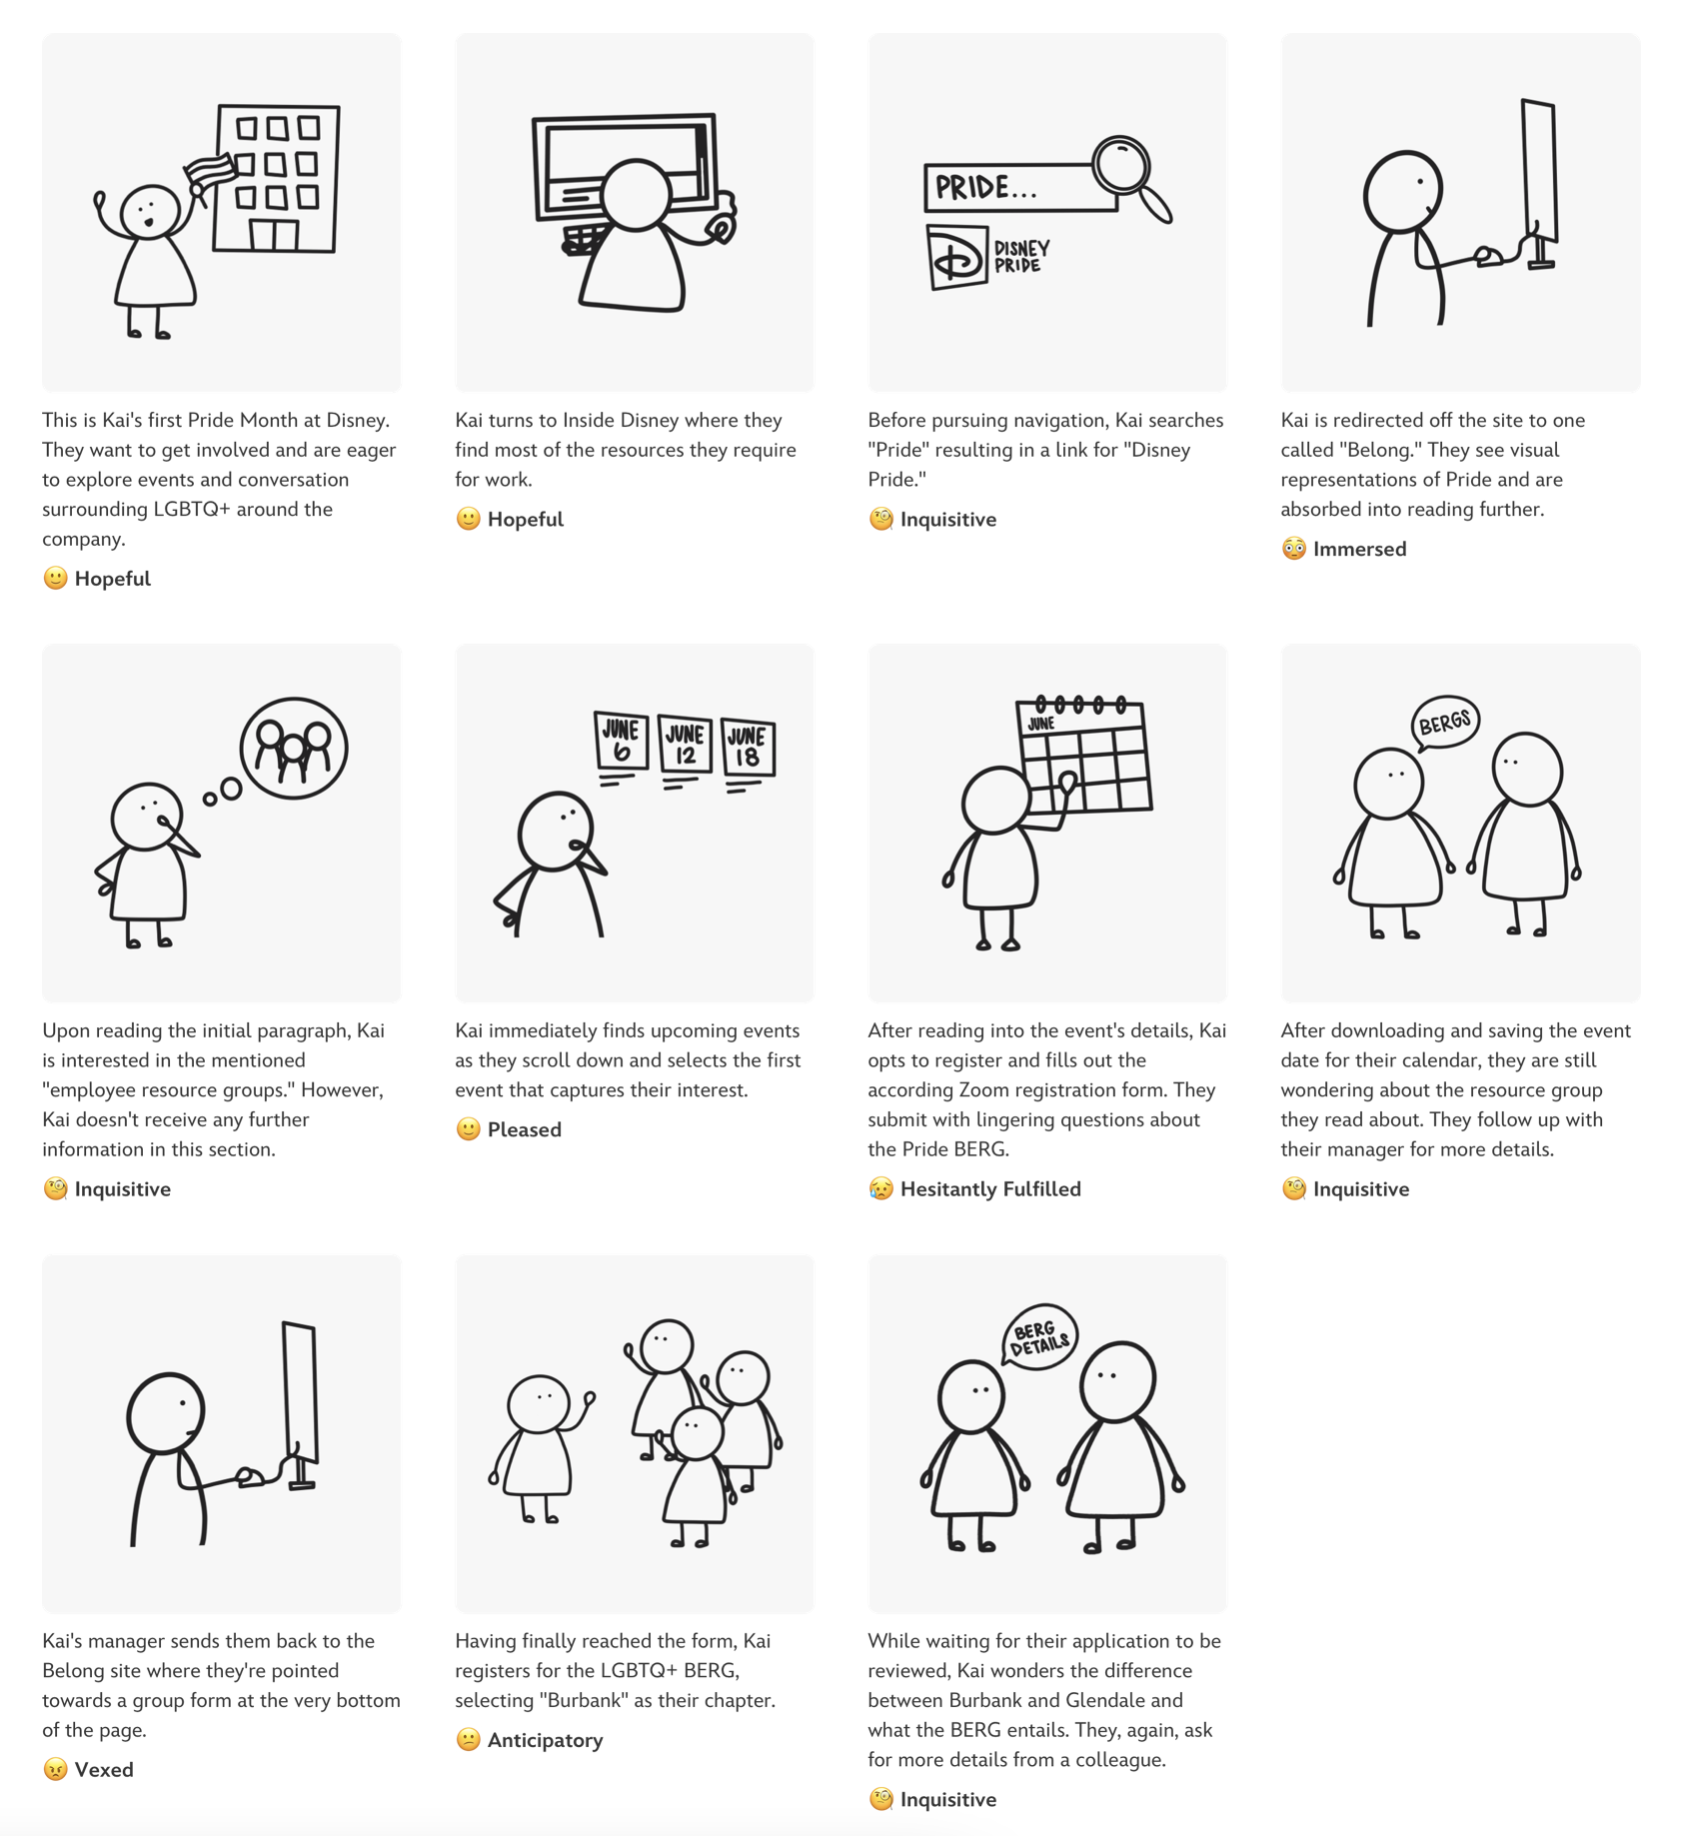 This is Kai's first Pride Month at Disney.
They want to get involved and are eager
to explore events and conversation
surrounding LGBTQ+ around the
company.
🙂 Hopeful
Kai turns to Inside Disney where they
find most of the resources they require
for work.
🙂 Hopeful
PRIDE...
DISNEY
PRIDE
Before pursuing navigation, Kai searches
"Pride" resulting in a link for "Disney
Pride."
🧐 Inquisitive
Kai is redirected off the site to one
called "Belong." They see visual
representations of Pride and are
absorbed into reading further.
😳 Immersed
Upon reading the initial paragraph, Kai
is interested in the mentioned
"employee resource groups." However,
Kai doesn't receive any further
information in this section.
🧐 Inquisitive
JUNE
6
JUNE
12
JUNE
18
Kai immediately finds upcoming events
as they scroll down and selects the first
event that captures their interest.
🙂 Pleased
JUNE
After reading into the event's details, Kai
opts to register and fills out the
according Zoom registration form. They
submit with lingering questions about
the Pride BERG.
😥 Hesitantly Fulfilled
BERGS
After downloading and saving the event
date for their calendar, they are still
wondering about the resource group
they read about. They follow up with
their manager for more details.
🧐 Inquisitive
Kai's manager sends them back to the
Belong site where they're pointed
towards a group form at the very bottom
of the page.
😠 Vexed
Having finally reached the form, Kai
registers for the LGBTQ+ BERG,
selecting "Burbank" as their chapter.
😕 Anticipatory
BERG
DETAILS
While waiting for their application to be
reviewed, Kai wonders the difference
between Burbank and Glendale and
what the BERG entails. They, again, ask
for more details from a colleague.
🧐 Inquisitive